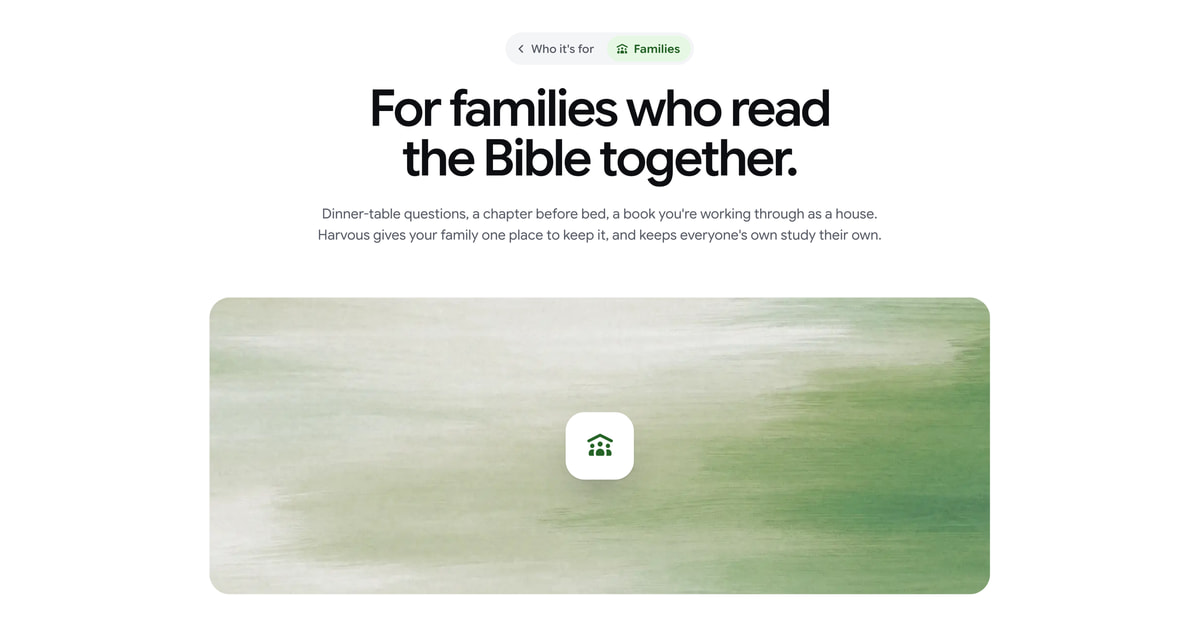 Who it's for
Families
For families who read
the Bible together.
Dinner-table questions, a chapter before bed, a book you're working through as a house.
Harvous gives your family one place to keep it, and keeps everyone's own study their own.